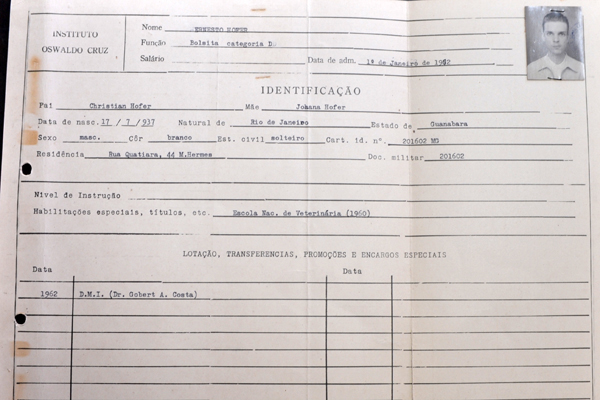 INSTITUTO
OSWALDO CRUZ
Nome ERNESTO HOFER
Função Bolsita categoria D.
Salário Data de adm. 1º de Janeiro de 1962
IDENTIFICAÇÃO
Pai Christian Hofer Mãe Johana Hofer
Data de nasc. 17 / 7 / 937 Natural de Rio de Janeiro Estado de Guanabara
Sexo masc. Côr branco Est. civil solteiro Cart. id. nº. 201602 MG
Residência Rua Quatiara, 44 M.Hermes Doc. militar 201602
Nivel de Instrução
Habilitações especiais, títulos, etc. Escola Nac. de Veterinária (1960)
LOTAÇÃO, TRANSFERENCIAS, PROMOÇÕES E ENCARGOS ESPECIAIS
Data Data
1962 D.M.I. (Dr. Gobert A. Costa)